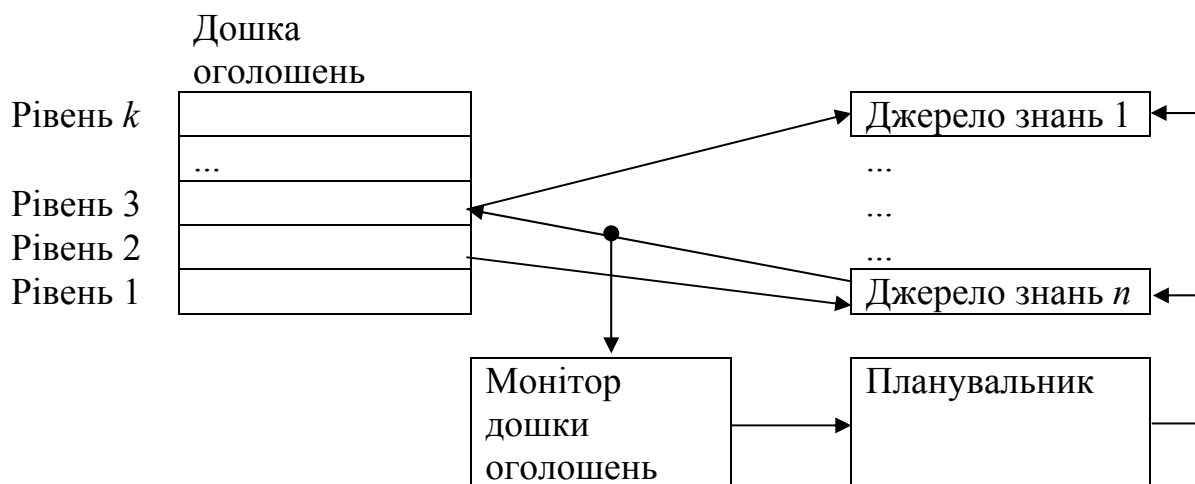 Дошка
оголошень
Рівень k
Джерело знань 1
...
...
Рівень 3
...
Рівень 2
...
Рівень 1
Джерело знань n
Монітор
дошки
оголошень
Планувальник